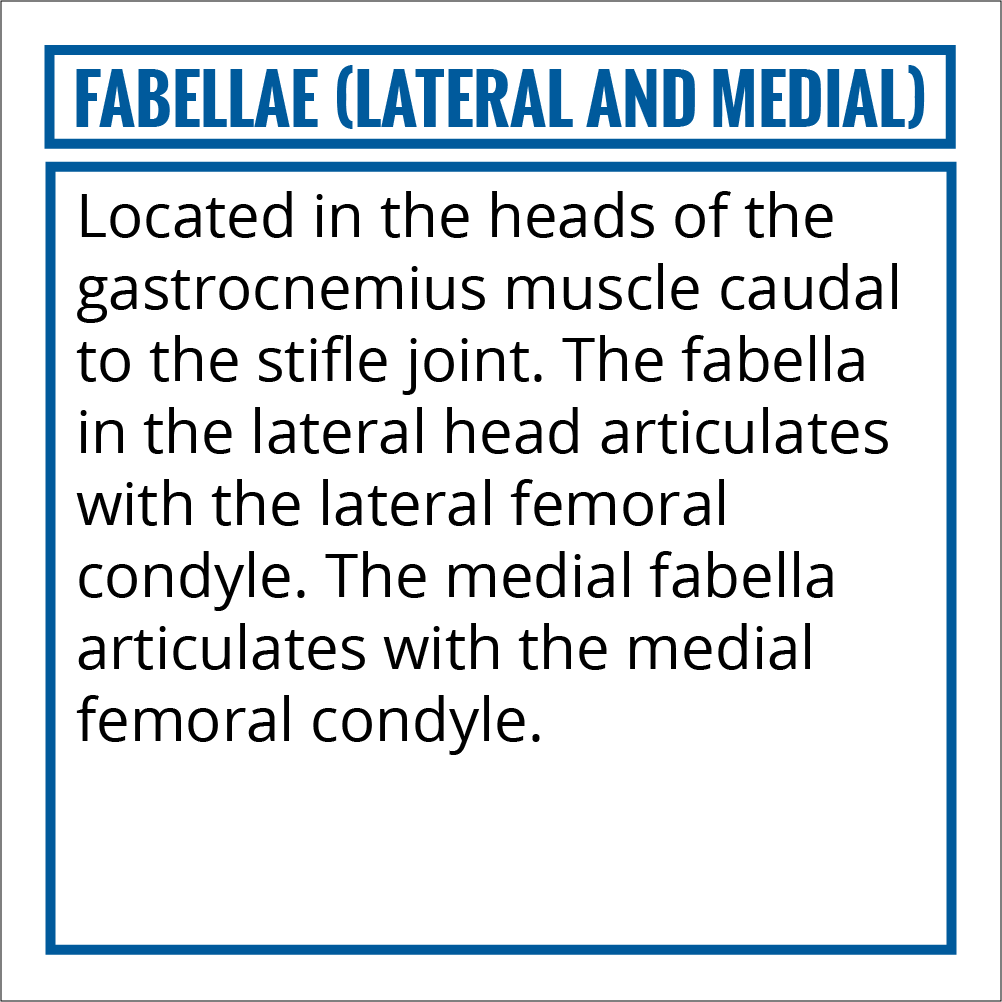 FABELLAE (LATERAL AND MEDIAL)
Located in the heads of the
gastrocnemius muscle caudal
to the stifle joint. The fabella
in the lateral head articulates
with the lateral femoral
condyle. The medial fabella
articulates with the medial
femoral condyle.